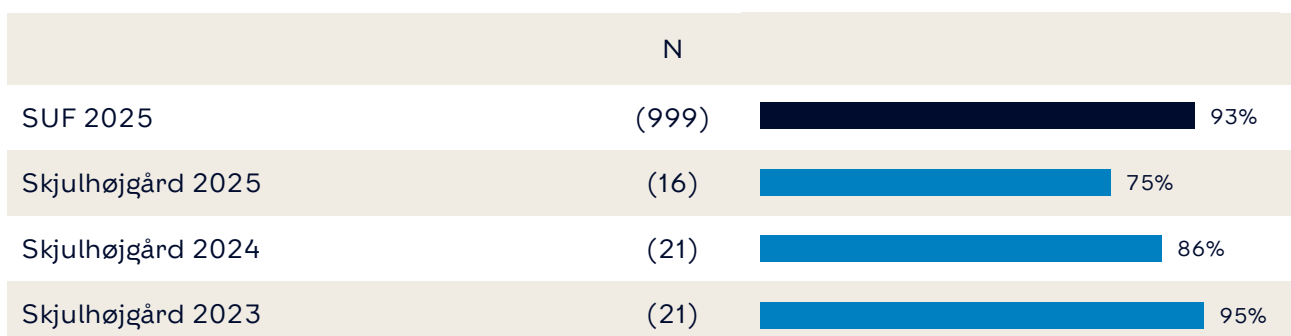 N
SUF 2025 (999) 93%
Skjulhøjgård 2025 (16) 75%
Skjulhøjgård 2024 (21) 86%
Skjulhøjgård 2023 (21) 95%